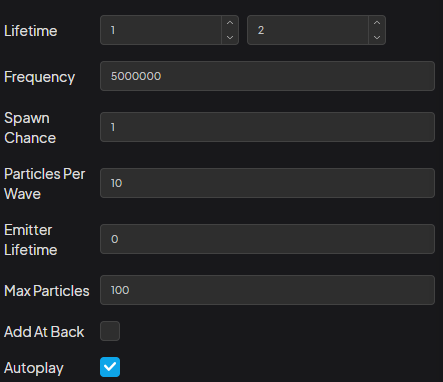 Lifetime 1 2
Frequency 5000000
Spawn
Chance 1
Particles Per
Wave 10
Emitter
Lifetime 0
Max Particles 100
Add At Back
Autoplay